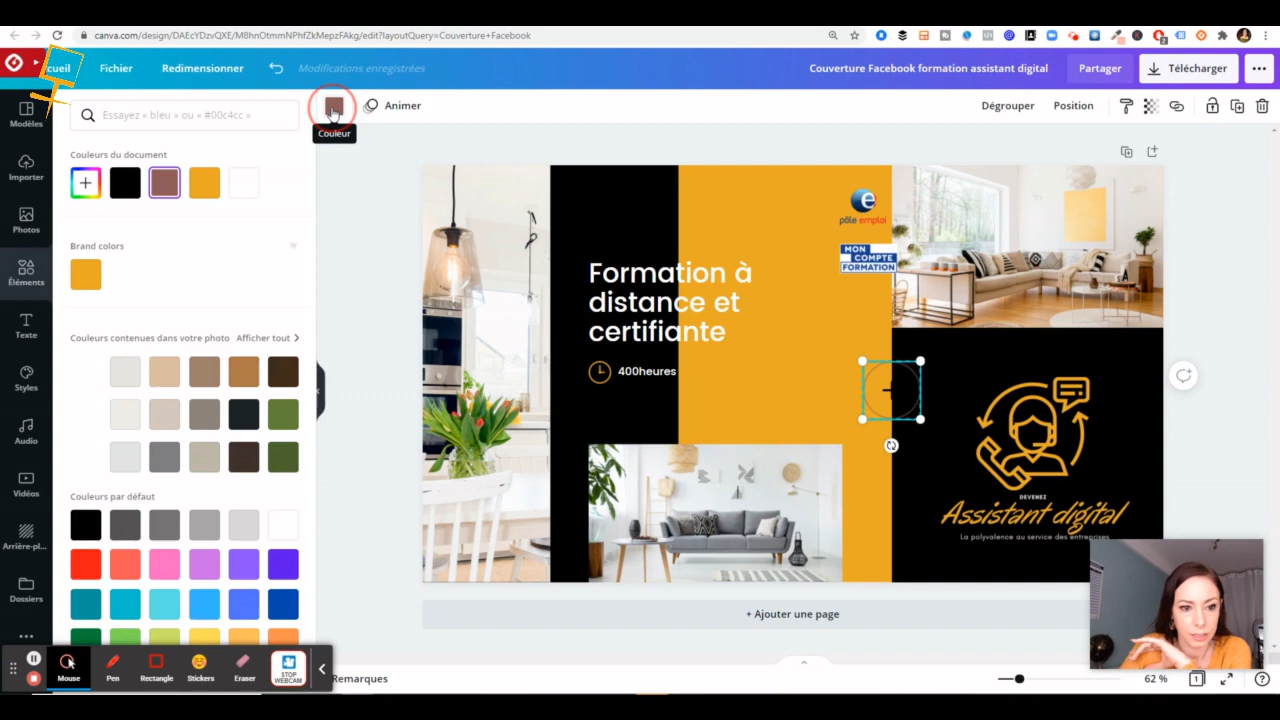 canva.com/design/DAEcYDzvQXE/M8hnOtmmNPhfZkMepzFAkg/edit?layoutQuery=Couverture+Facebook
cueil
Fichier
Redimensionner
Modifications enregistrées
Couverture Facebook formation assistant digital
Partager
Télécharger
Essayez « bleu » ou « #00c4cc »
Animer
Couleur
Dégrouper
Position
Modèles
Importer
Photos
Éléments
Texte
Styles
Audio
Vidéos
Arrière-pl...
Dossiers
Couleurs du document
Brand colors
Couleurs contenues dans votre photo
Afficher tout
Couleurs par défaut
pôle emploi
MON
COMPTE
FORMATION
Formation à
distance et
certifiante
400heures
DEVENEZ
Assistant digital
La polyvalence au service des entreprises
+ Ajouter une page
Mouse
Pen
Rectangle
Stickers
Eraser
STOP
WEBCAM
Remarques
62 %
1